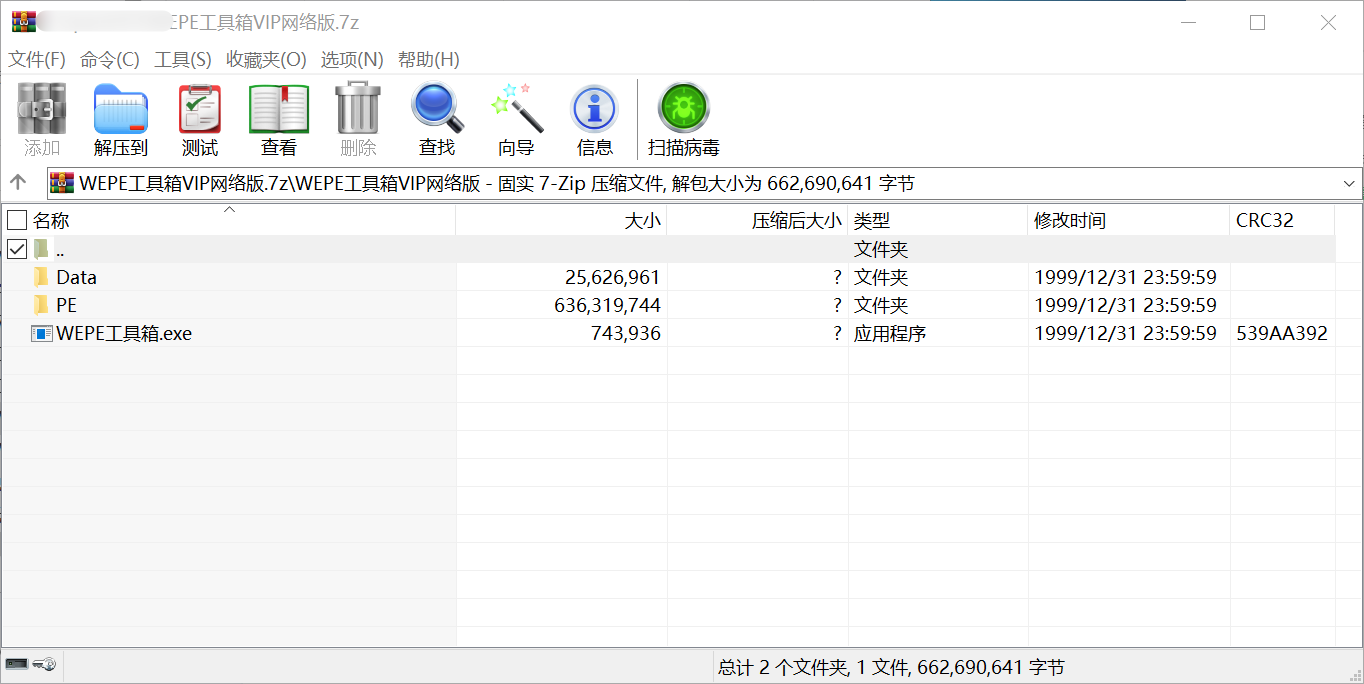 EPE工具箱VIP网络版.7z
文件(F) 命令(C) 工具(S) 收藏夹(O) 选项(N) 帮助(H)
添加 解压到 测试 查看 删除 查找 向导 信息 扫描病毒
WEPE工具箱VIP网络版.7z\WEPE工具箱VIP网络版 - 固实 7-Zip 压缩文件, 解包大小为 662,690,641 字节
名称 大小 压缩后大小 类型 修改时间 CRC32
.. 文件夹
Data 25,626,961 ? 文件夹 1999/12/31 23:59:59
PE 636,319,744 ? 文件夹 1999/12/31 23:59:59
WEPE工具箱.exe 743,936 ? 应用程序 1999/12/31 23:59:59 539AA392
总计 2 个文件夹, 1 文件, 662,690,641 字节